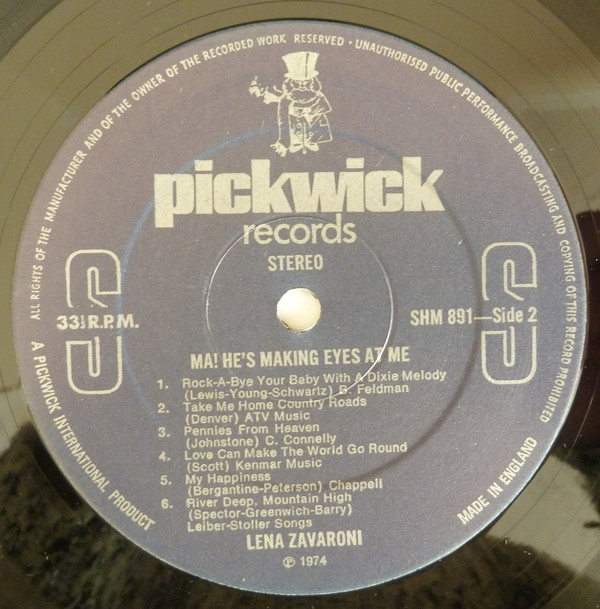 ALL RIGHTS OF THE MANUFACTURER AND OF THE OWNER OF THE RECORDED WORK RESERVED · UNAUTHORISED PUBLIC PERFORMANCE BROADCASTING AND COPYING OF THIS RECORD PROHIBITED
pickwick
records
STEREO
33⅓ R.P.M.
SHM 891—Side 2
MA! HE'S MAKING EYES AT ME
1. Rock-A-Bye Your Baby With A Dixie Melody
(Lewis-Young-Schwartz) B. Feldman
2. Take Me Home Country Roads
(Denver) ATV Music
3. Pennies From Heaven
(Johnstone) C. Connelly
4. Love Can Make The World Go Round
(Scott) Kenmar Music
5. My Happiness
(Bergantine-Peterson) Chappell
6. River Deep, Mountain High
(Spector-Greenwich-Barry)
Leiber-Stoller Songs
LENA ZAVARONI
℗ 1974
A PICKWICK INTERNATIONAL PRODUCT
MADE IN ENGLAND